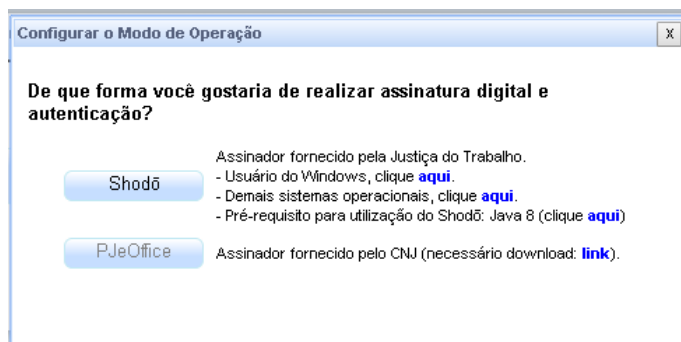 Configurar o Modo de Operação
X
De que forma você gostaria de realizar assinatura digital e
autenticação?
Shodō
Assinador fornecido pela Justiça do Trabalho.
- Usuário do Windows, clique aqui.
- Demais sistemas operacionais, clique aqui.
- Pré-requisito para utilização do Shodō: Java 8 (clique aqui)
PJeOffice
Assinador fornecido pelo CNJ (necessário download: link).